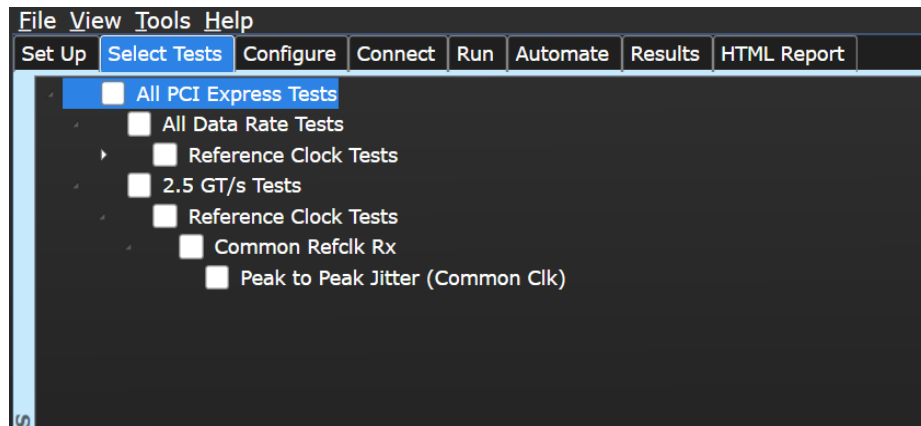 File View Tools Help
Set Up Select Tests Configure Connect Run Automate Results HTML Report
All PCI Express Tests
All Data Rate Tests
Reference Clock Tests
2.5 GT/s Tests
Reference Clock Tests
Common Refclk Rx
Peak to Peak Jitter (Common Clk)